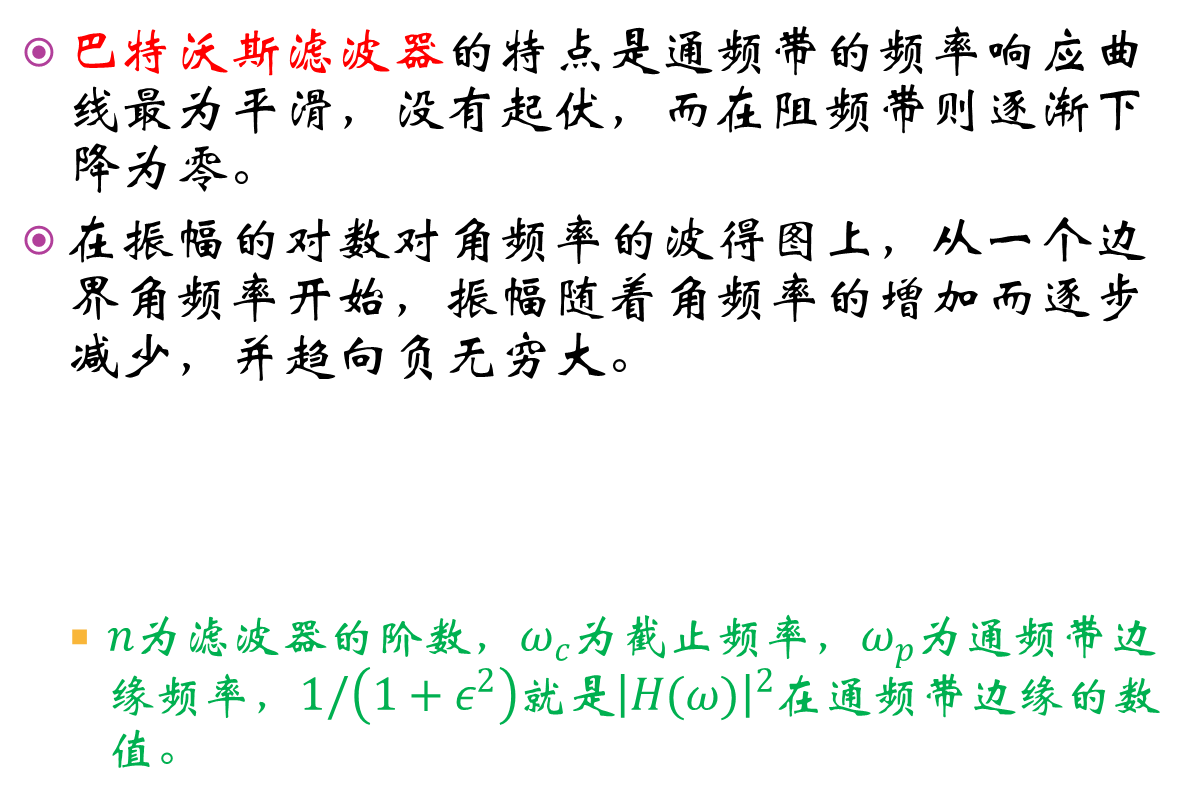 巴特沃斯滤波器的特点是通频带的频率响应曲
线最为平滑，没有起伏，而在阻频带则逐渐下
降为零。
在振幅的对数对角频率的波得图上，从一个边
界角频率开始，振幅随着角频率的增加而逐步
减少，并趋向负无穷大。
n为滤波器的阶数，ω_c为截止频率，ω_p为通频带边
缘频率，1/(1 + ϵ²)就是|H(ω)|²在通频带边缘的数
值。